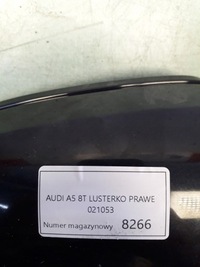 AUDI A5 8T LUSTERKO PRAWE
021053
Numer magazynowy 8266